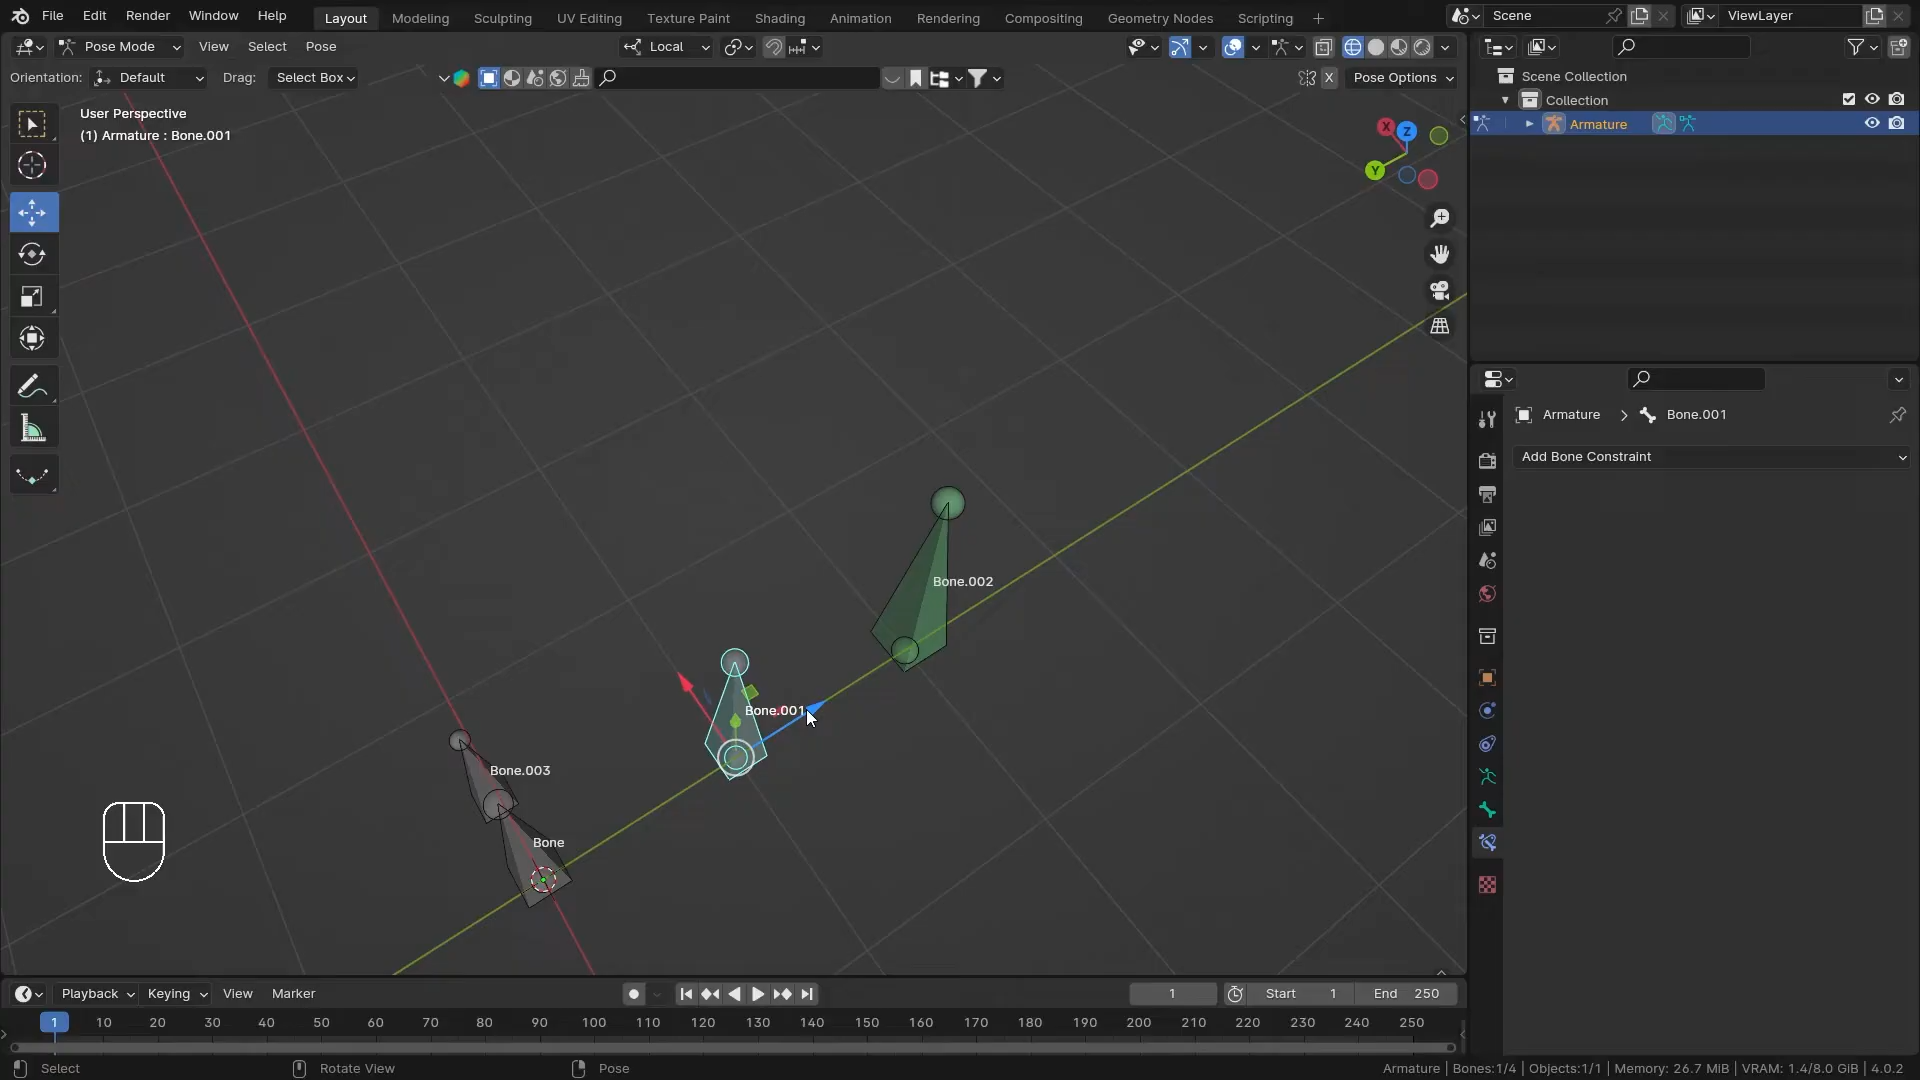 File Edit Render Window Help Layout Modeling Sculpting UV Editing Texture Paint Shading Animation Rendering Compositing Geometry Nodes Scripting Scene ViewLayer
Pose Mode View Select Pose Local
Orientation: Default Drag: Select Box X Pose Options
Scene Collection
Collection
Armature
User Perspective
(1) Armature : Bone.001
X Z
Y
Armature Bone.001
Add Bone Constraint
Bone.002
Bone.001
Bone.003
Bone
Playback Keying View Marker 1 Start 1 End 250
1 10 20 30 40 50 60 70 80 90 100 110 120 130 140 150 160 170 180 190 200 210 220 230 240 250
Select Rotate View Pose Armature | Bones:1/4 | Objects:1/1 | Memory: 26.7 MiB | VRAM: 1.4/8.0 GiB | 4.0.2